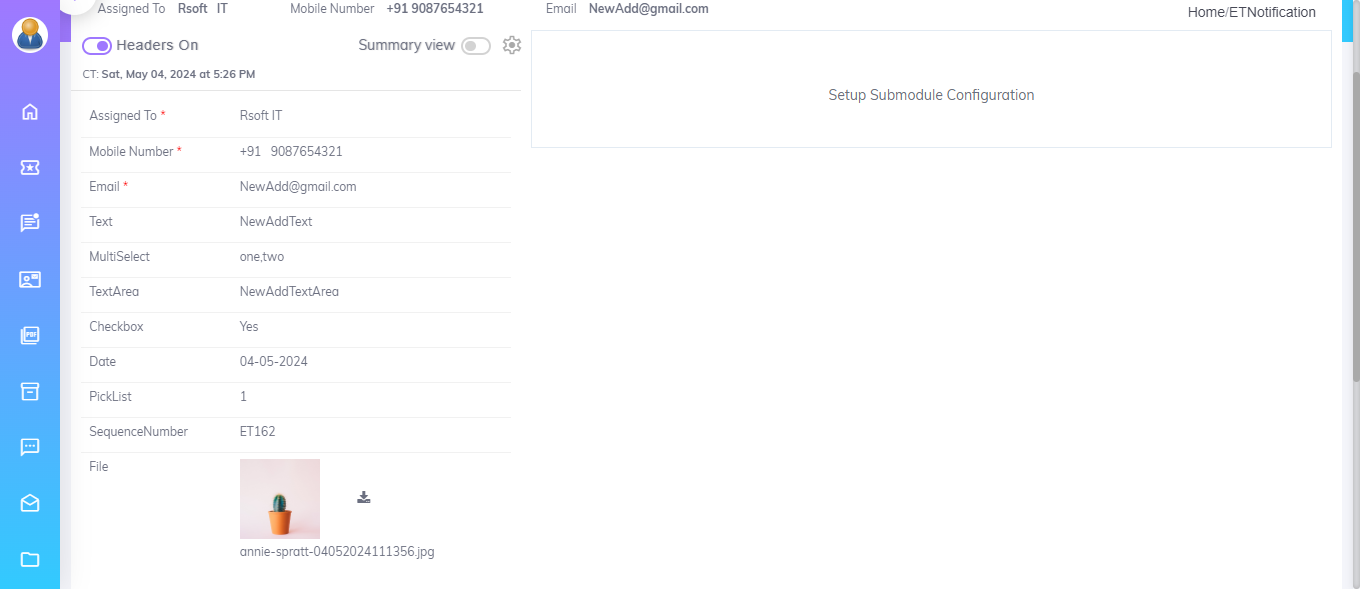 Assigned To Rsoft IT Mobile Number +91 9087654321 Email NewAdd@gmail.com
Home/ETNotification
Headers On Summary view
CT: Sat, May 04, 2024 at 5:26 PM
Setup Submodule Configuration
Assigned To * Rsoft IT
Mobile Number * +91 9087654321
Email * NewAdd@gmail.com
Text NewAddText
MultiSelect one,two
TextArea NewAddTextArea
Checkbox Yes
Date 04-05-2024
PickList 1
SequenceNumber ET162
File
annie-spratt-04052024111356.jpg
PDF